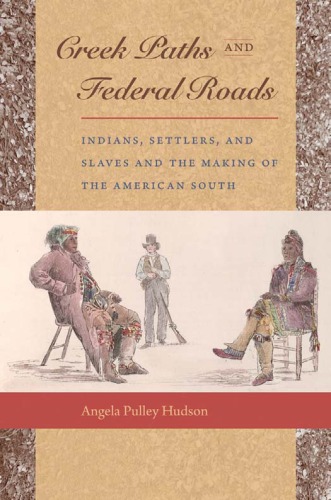 Creek Paths AND
Federal Roads
INDIANS, SETTLERS, AND
SLAVES AND THE MAKING OF
THE AMERICAN SOUTH
Angela Pulley Hudson